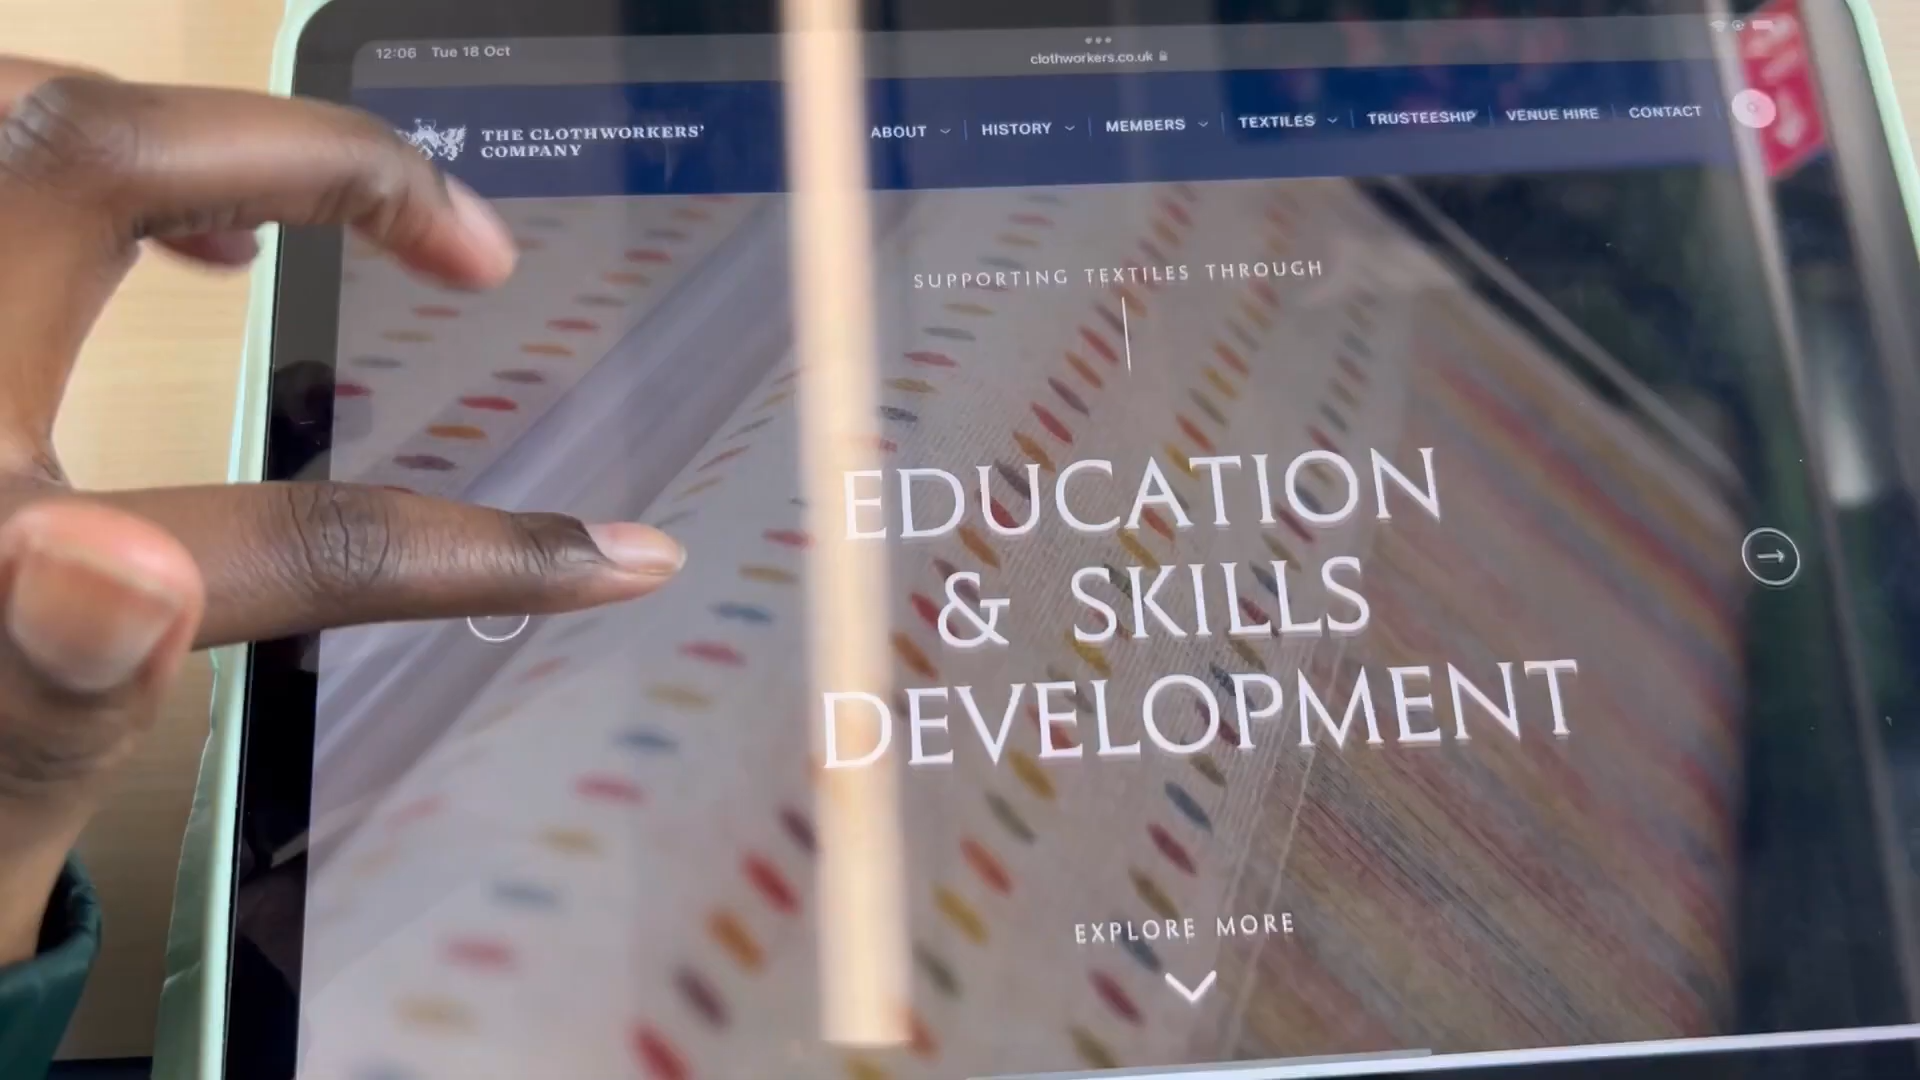 12:06 Tue 18 Oct
clothworkers.co.uk
THE CLOTHWORKERS'
COMPANY
ABOUT
HISTORY
MEMBERS
TEXTILES
TRUSTEESHIP
VENUE HIRE
CONTACT
SUPPORTING TEXTILES THROUGH
EDUCATION
& SKILLS
DEVELOPMENT
EXPLORE MORE